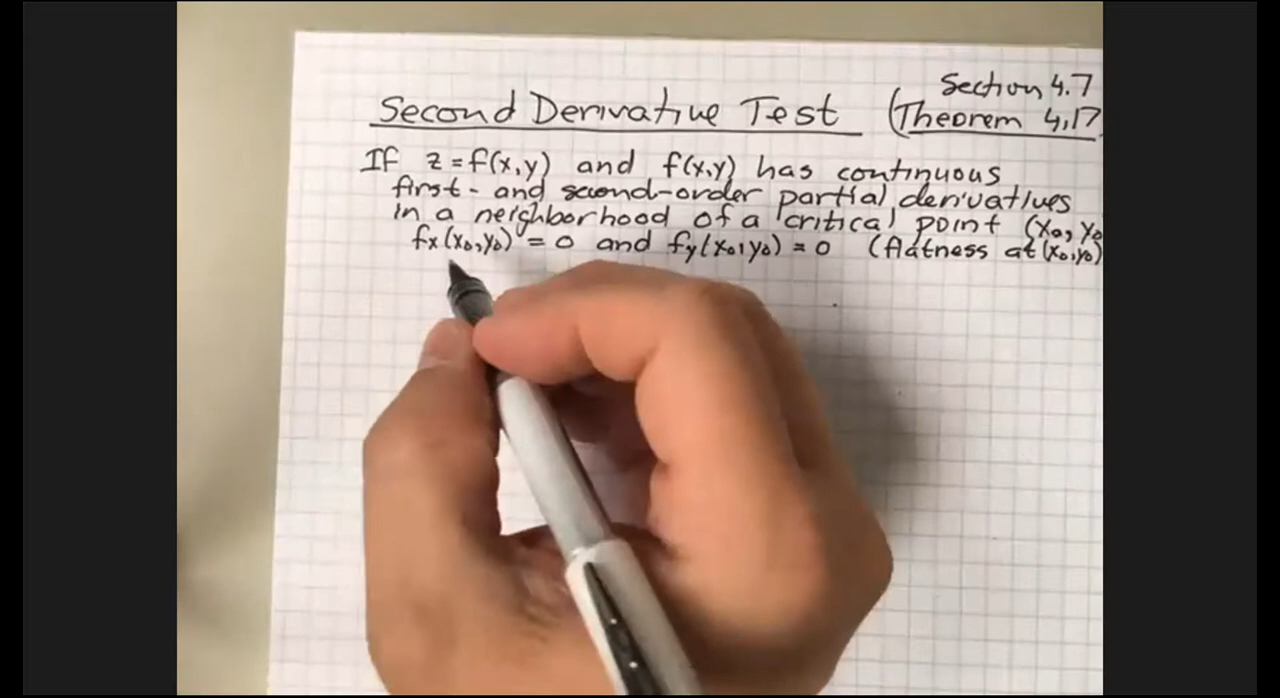 Section 4.7
Second Derivative Test (Theorem 4.17
If z = f(x,y) and f(x,y) has continuous
first- and second-order partial derivatives
in a neighborhood of a critical point (x₀, y₀
fx(x₀,y₀) = 0 and fy(x₀,y₀) = 0 (flatness at (x₀,y₀)